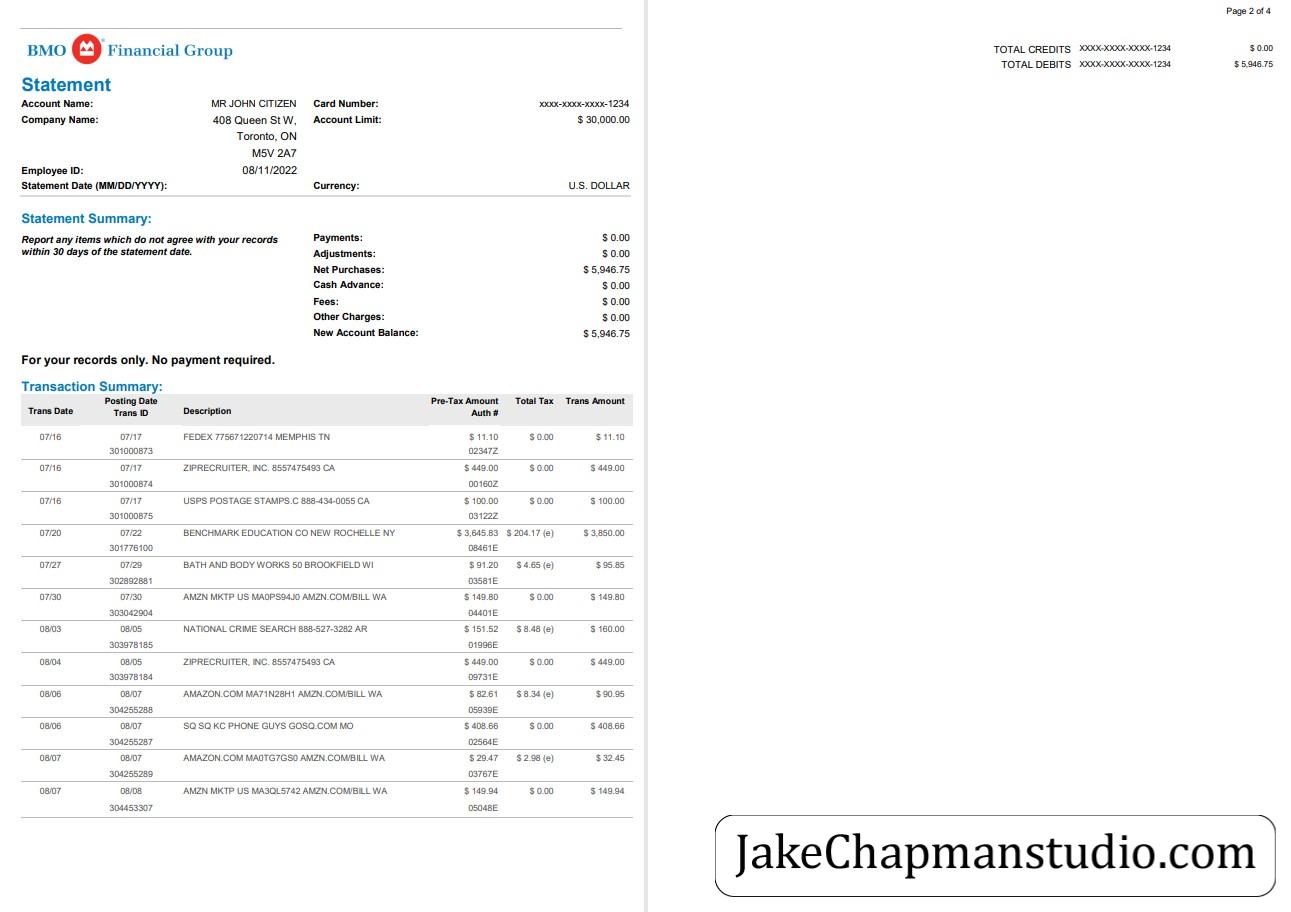 BMO Financial Group
Statement
Account Name: MR JOHN CITIZEN Card Number: xxxx-xxxx-xxxx-1234
Company Name: 408 Queen St W, Account Limit: $ 30,000.00
Toronto, ON
M5V 2A7
Employee ID: 08/11/2022
Statement Date (MM/DD/YYYY): Currency: U.S. DOLLAR
Statement Summary:
Report any items which do not agree with your records
within 30 days of the statement date.
Payments: $ 0.00
Adjustments: $ 0.00
Net Purchases: $ 5,946.75
Cash Advance: $ 0.00
Fees: $ 0.00
Other Charges: $ 0.00
New Account Balance: $ 5,946.75
For your records only. No payment required.
Transaction Summary:
Trans Date Posting Date Trans ID Description Pre-Tax Amount Auth # Total Tax Trans Amount
07/16 07/17 FEDEX 775671220714 MEMPHIS TN $ 11.10 $ 0.00 $ 11.10
301000873 02347Z
07/16 07/17 ZIPRECRUITER, INC. 8557475493 CA $ 449.00 $ 0.00 $ 449.00
301000874 00160Z
07/16 07/17 USPS POSTAGE STAMPS.C 888-434-0055 CA $ 100.00 $ 0.00 $ 100.00
301000875 03122Z
07/20 07/22 BENCHMARK EDUCATION CO NEW ROCHELLE NY $ 3,645.83 $ 204.17 (e) $ 3,850.00
301776100 08461E
07/27 07/29 BATH AND BODY WORKS 50 BROOKFIELD WI $ 91.20 $ 4.65 (e) $ 95.85
302892881 03581E
07/30 07/30 AMZN MKTP US MA0PS94J0 AMZN.COM/BILL WA $ 149.80 $ 0.00 $ 149.80
303042904 04401E
08/03 08/05 NATIONAL CRIME SEARCH 888-527-3282 AR $ 151.52 $ 8.48 (e) $ 160.00
303978185 01996E
08/04 08/05 ZIPRECRUITER, INC. 8557475493 CA $ 449.00 $ 0.00 $ 449.00
303978184 09731E
08/06 08/07 AMAZON.COM MA71N28H1 AMZN.COM/BILL WA $ 82.61 $ 8.34 (e) $ 90.95
304255288 05939E
08/06 08/07 SQ SQ KC PHONE GUYS GOSQ.COM MO $ 408.66 $ 0.00 $ 408.66
304255287 02564E
08/07 08/07 AMAZON.COM MA0TG7GS0 AMZN.COM/BILL WA $ 29.47 $ 2.98 (e) $ 32.45
304255289 03767E
08/07 08/08 AMZN MKTP US MA3QL5742 AMZN.COM/BILL WA $ 149.94 $ 0.00 $ 149.94
304453307 05048E
Page 2 of 4
TOTAL CREDITS XXXX-XXXX-XXXX-1234 $ 0.00
TOTAL DEBITS XXXX-XXXX-XXXX-1234 $ 5,946.75
JakeChapmanstudio.com